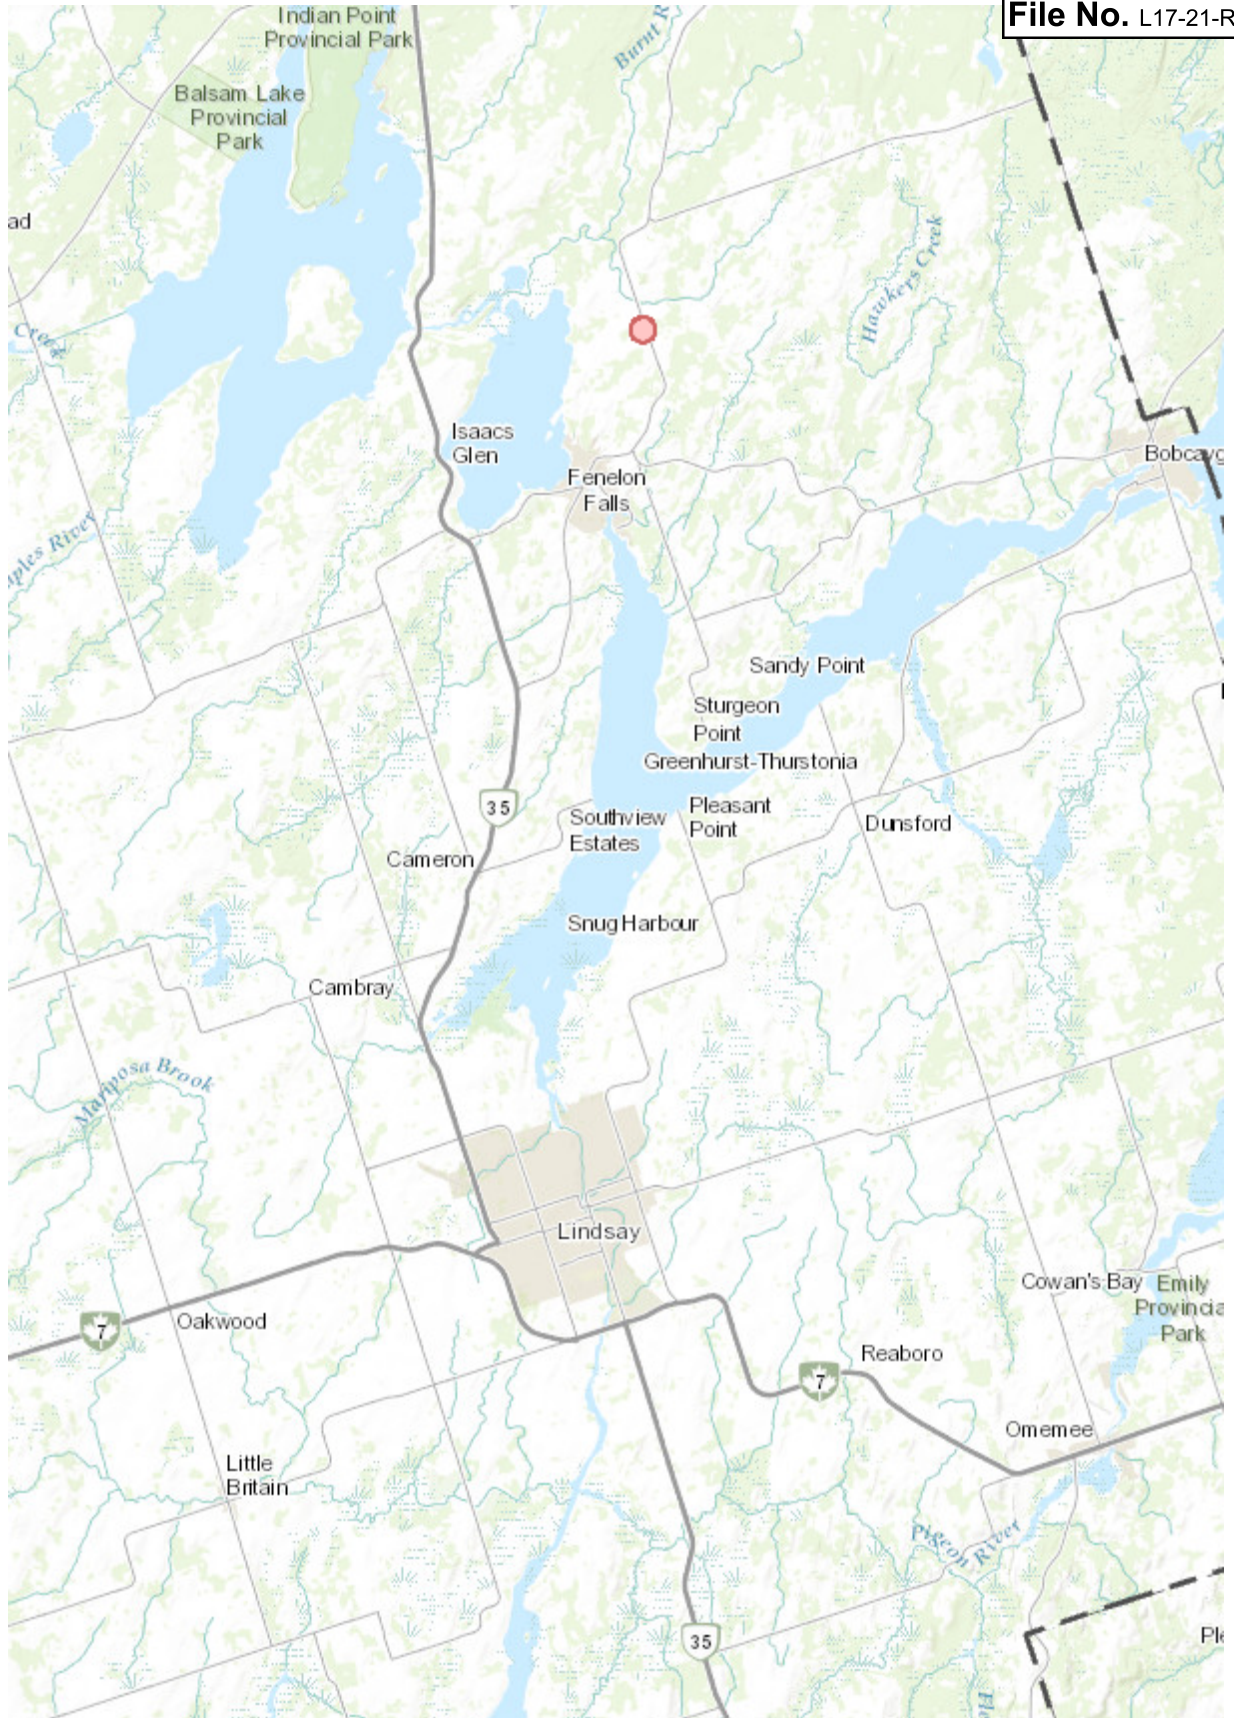 File No. L17-21-R
Indian Point
Provincial Park
Burnt R
Balsam Lake
Provincial
Park
ad
Hawkers Creek
Creek
Isaacs
Glen
Bobcayg
Fenelon
Falls
ples River
Sandy Point
Sturgeon
Point
Greenhurst-Thurstonia
35
Pleasant
Point
Southview
Estates
Dunsford
Cameron
Snug Harbour
Cambray
Mariposa Brook
Lindsay
Cowan's Bay
Emily
Provincia
Park
Oakwood
7
Reaboro
7
Omemee
Little
Britain
Pigeon River
35
Ple
Fle